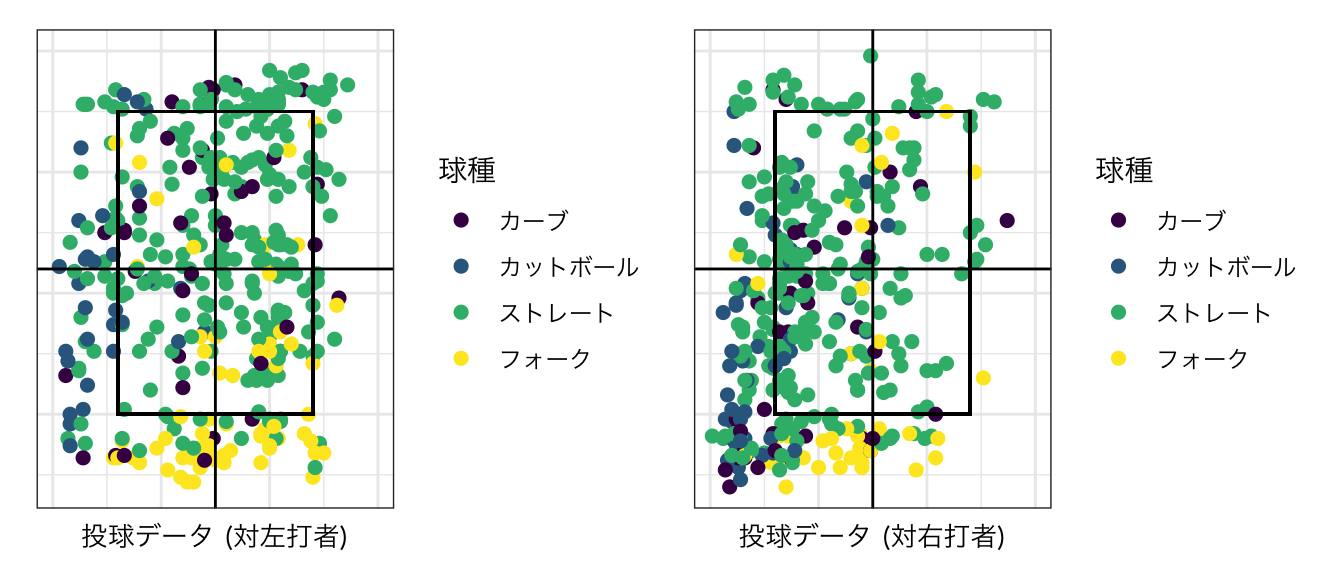 球種
カーブ
カットボール
ストレート
フォーク
投球データ (対左打者)
球種
カーブ
カットボール
ストレート
フォーク
投球データ (対右打者)